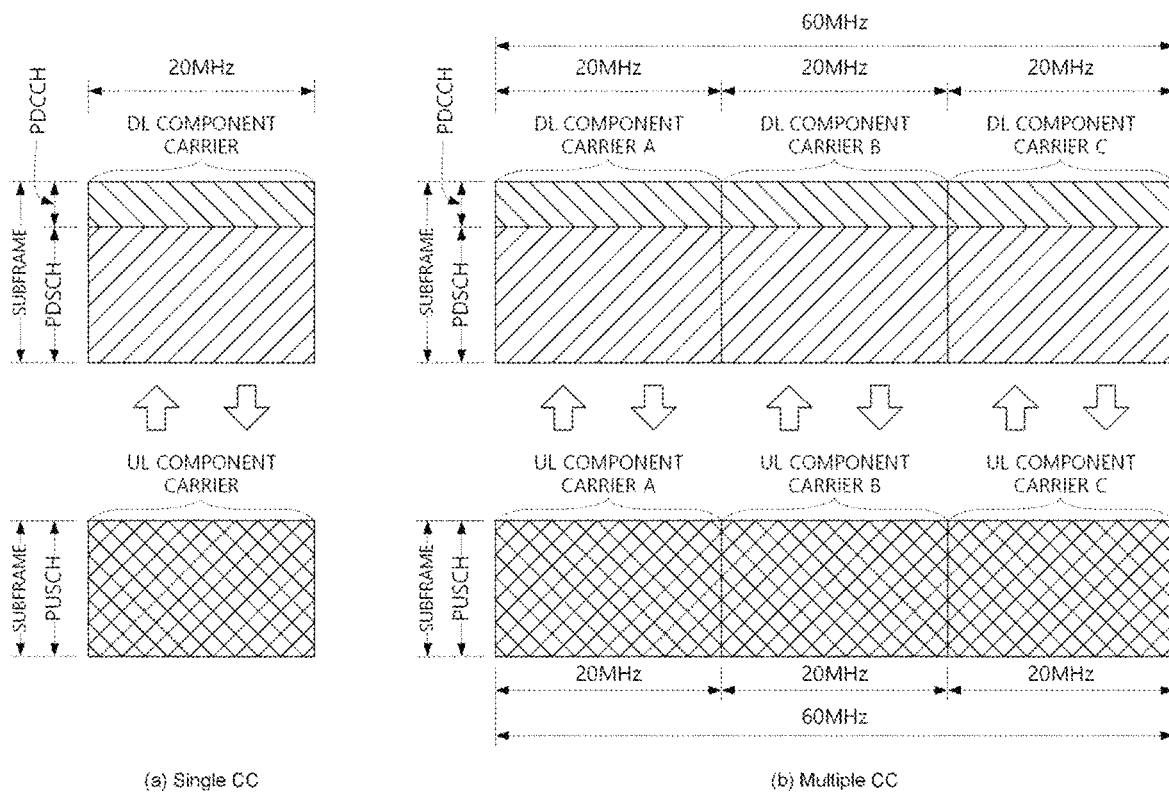 60MHz
20MHz 20MHz 20MHz 20MHz
PDCCH
DL COMPONENT CARRIER
DL COMPONENT CARRIER A
DL COMPONENT CARRIER B
DL COMPONENT CARRIER C
SUBFRAME
PDSCH
SUBFRAME
PDCCH
PDSCH
UL COMPONENT CARRIER
UL COMPONENT CARRIER A
UL COMPONENT CARRIER B
UL COMPONENT CARRIER C
SUBFRAME
PUSCH
SUBFRAME
PUSCH
20MHz 20MHz 20MHz
60MHz
(a) Single CC
(b) Multiple CC